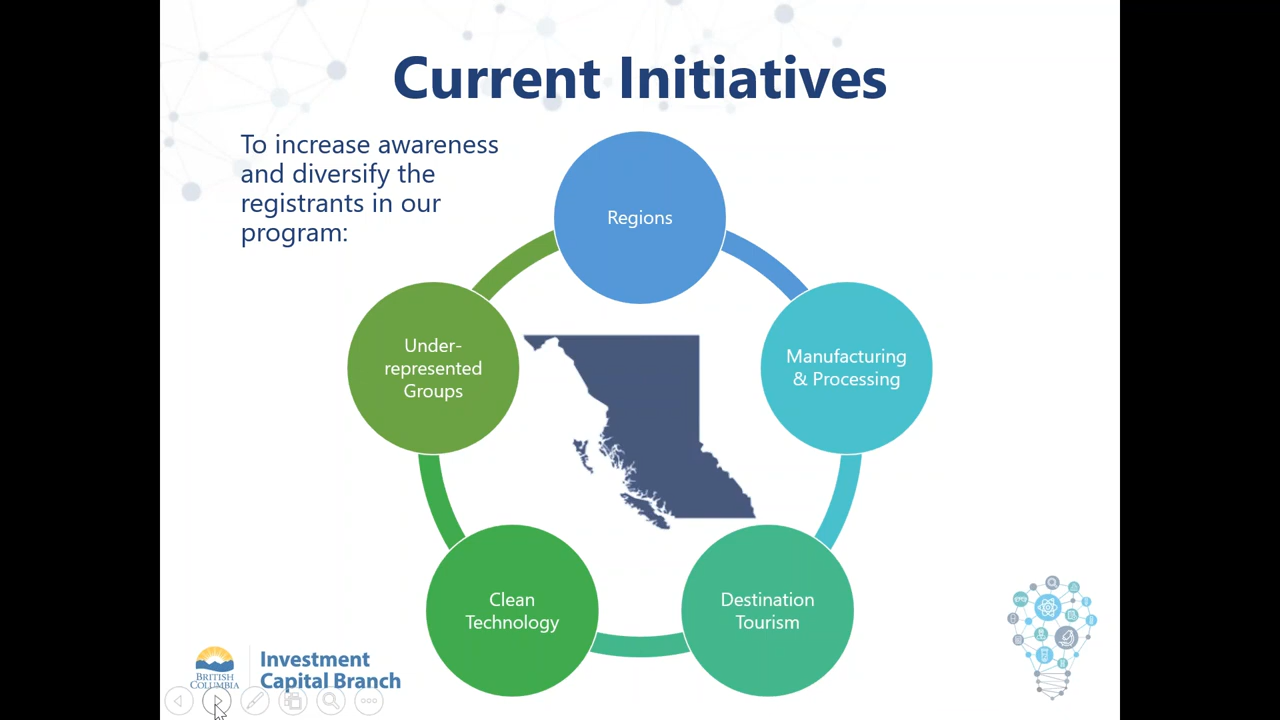 Current Initiatives
To increase awareness
and diversify the
registrants in our
program:
Regions
Under-
represented
Groups
Manufacturing
& Processing
Clean
Technology
Destination
Tourism
BRITISH
COLUMBIA
Investment
Capital Branch